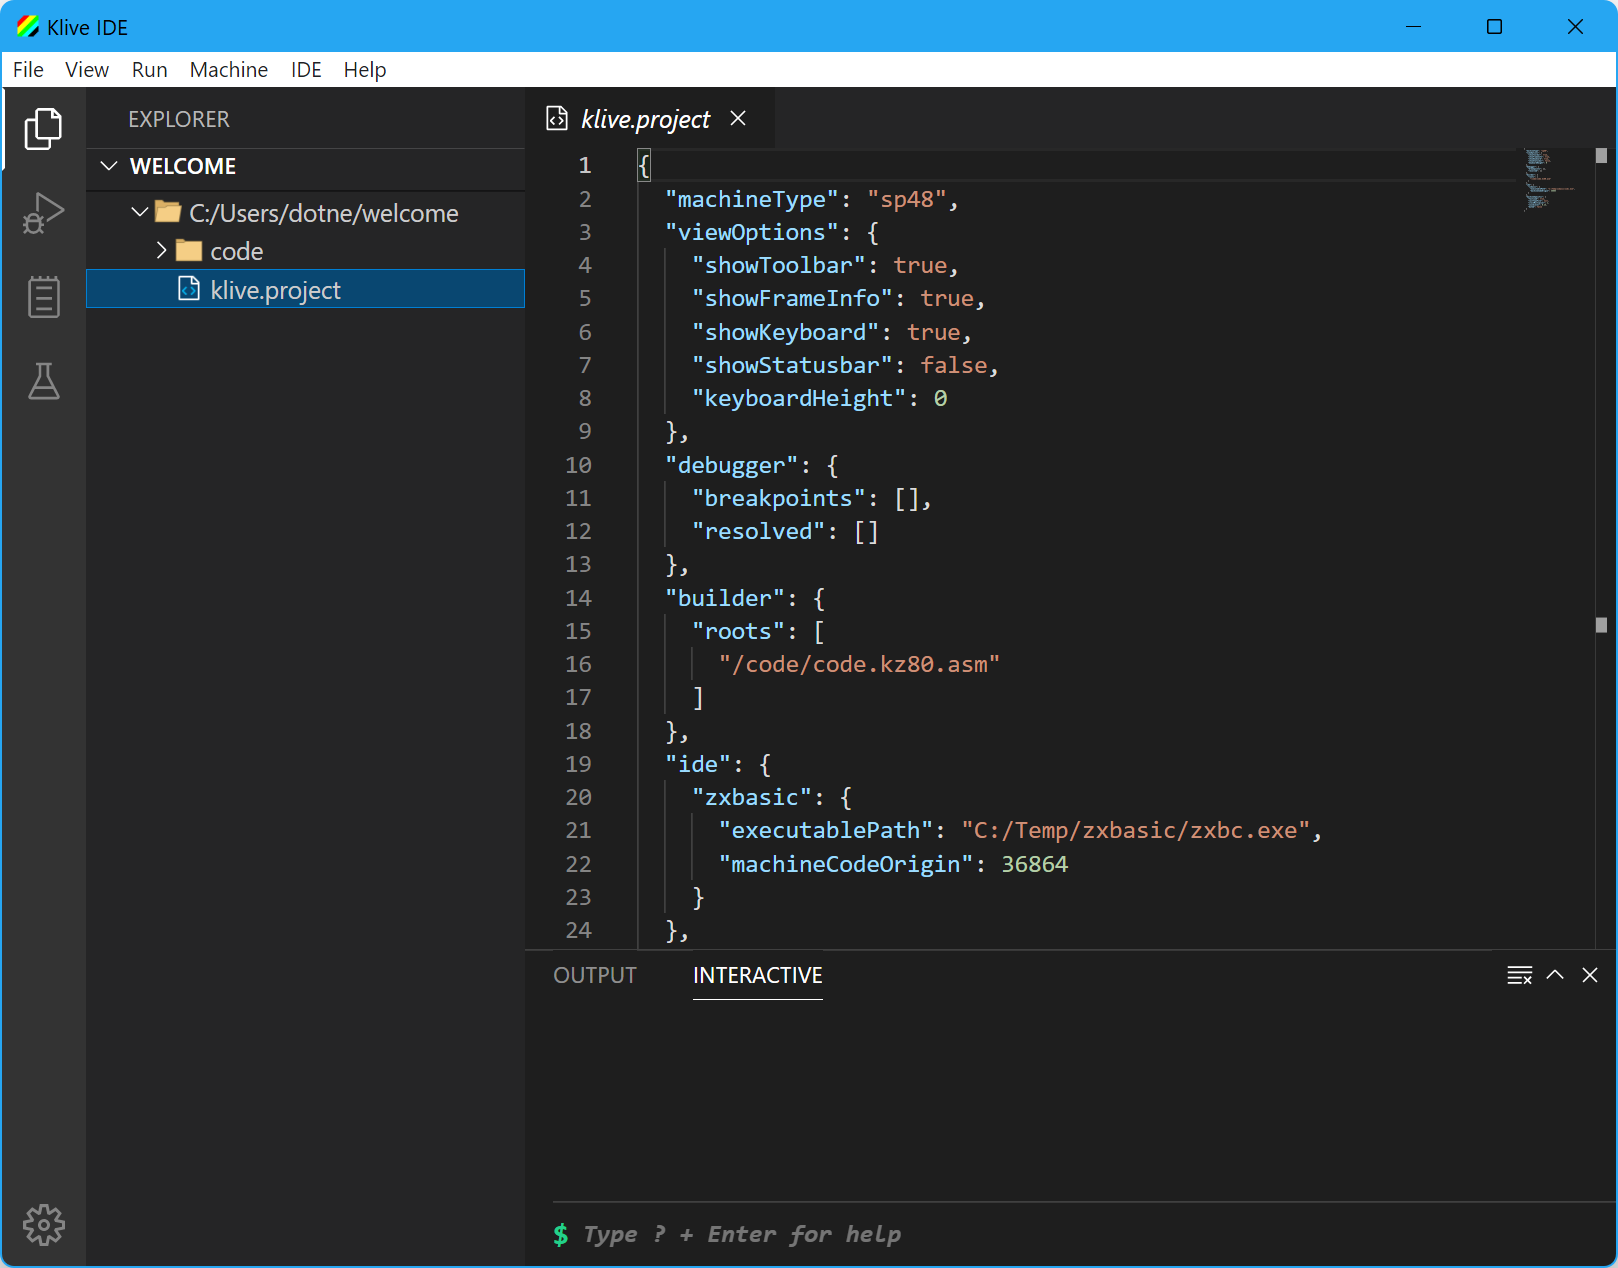 Klive IDE
File View Run Machine IDE Help
EXPLORER
WELCOME
C:/Users/dotne/welcome
code
klive.project
klive.project
1 {
2 "machineType": "sp48",
3 "viewOptions": {
4 "showToolbar": true,
5 "showFrameInfo": true,
6 "showKeyboard": true,
7 "showStatusbar": false,
8 "keyboardHeight": 0
9 },
10 "debugger": {
11 "breakpoints": [],
12 "resolved": []
13 },
14 "builder": {
15 "roots": [
16 "/code/code.kz80.asm"
17 ]
18 },
19 "ide": {
20 "zxbasic": {
21 "executablePath": "C:/Temp/zxbasic/zxbc.exe",
22 "machineCodeOrigin": 36864
23 }
24 },
OUTPUT INTERACTIVE
$ Type ? + Enter for help